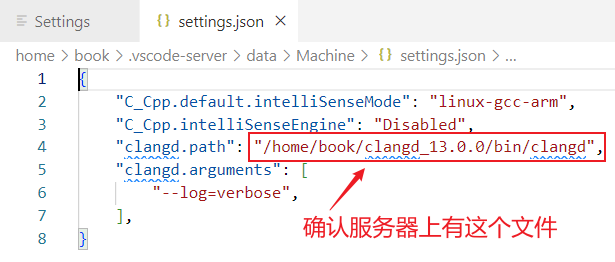 Settings
{} settings.json ×
home > book > .vscode-server > data > Machine > {} settings.json > ...
1 {
2 "C_Cpp.default.intelliSenseMode": "linux-gcc-arm",
3 "C_Cpp.intelliSenseEngine": "Disabled",
4 "clangd.path": "/home/book/clangd_13.0.0/bin/clangd",
5 "clangd.arguments": [
6 "--log=verbose",
7 ],
8 }
确认服务器上有这个文件